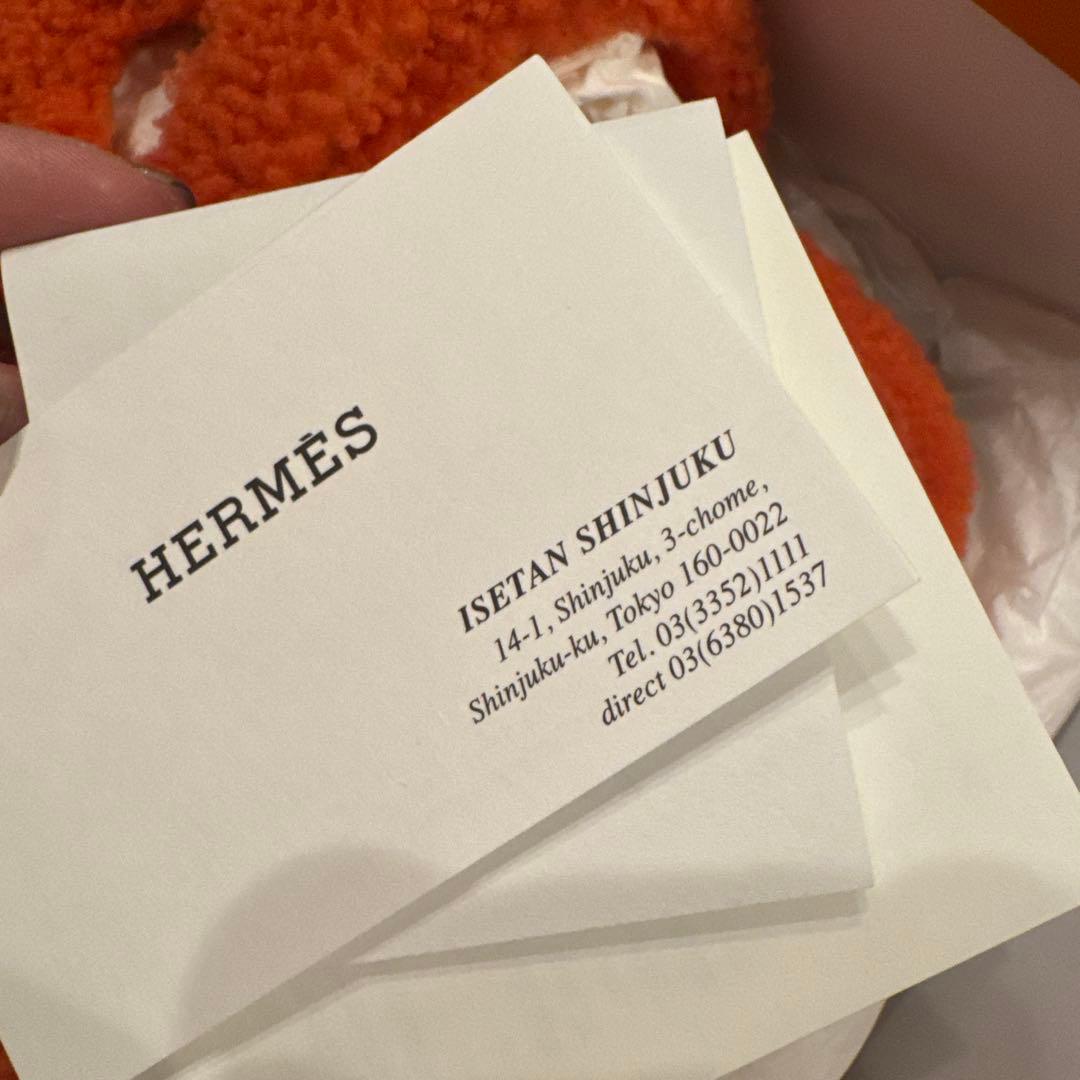 HERMÈS
ISETAN SHINJUKU
14-1, Shinjuku, 3-chome,
Shinjuku-ku, Tokyo 160-0022
Tel. 03(3352)1111
direct 03(6380)1537